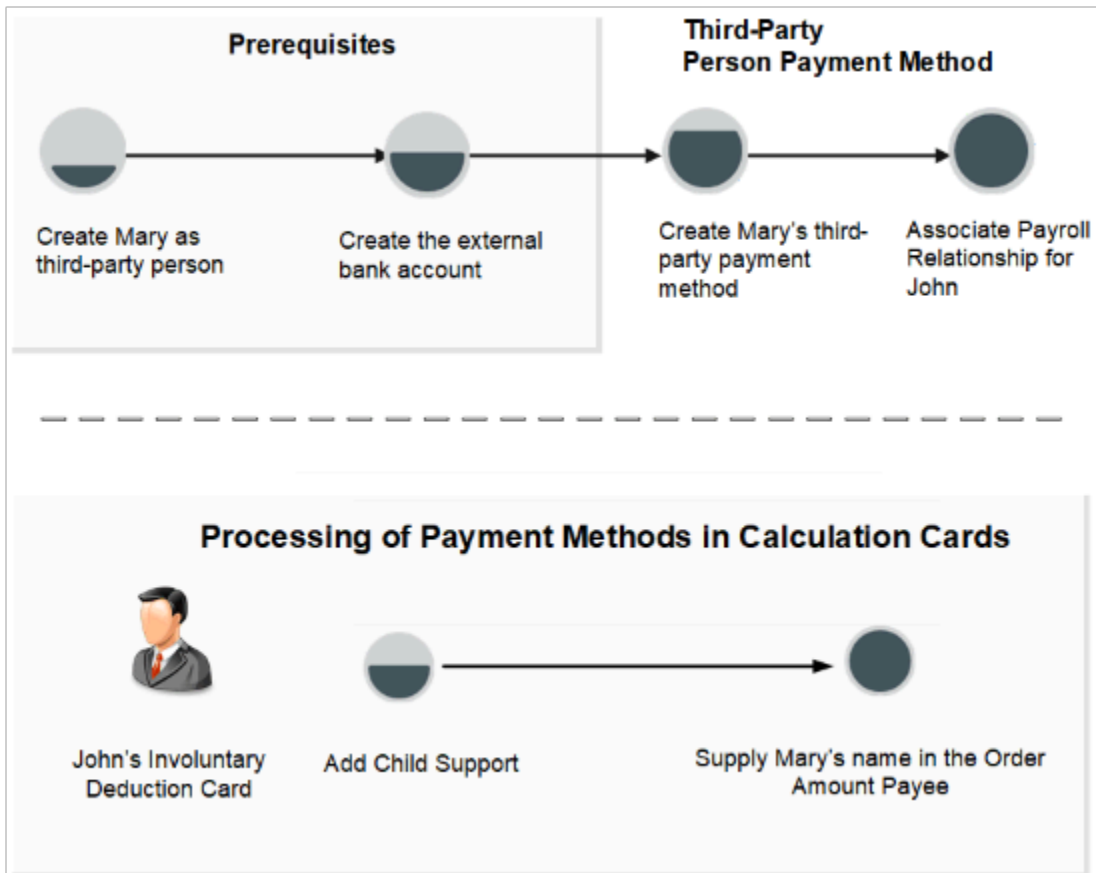 Prerequisites
Third-Party
Person Payment Method
Create Mary as
third-party person
Create the external
bank account
Create Mary's third-
party payment
method
Associate Payroll
Relationship for
John
Processing of Payment Methods in Calculation Cards
John's Involuntary
Deduction Card
Add Child Support
Supply Mary's name in the Order
Amount Payee